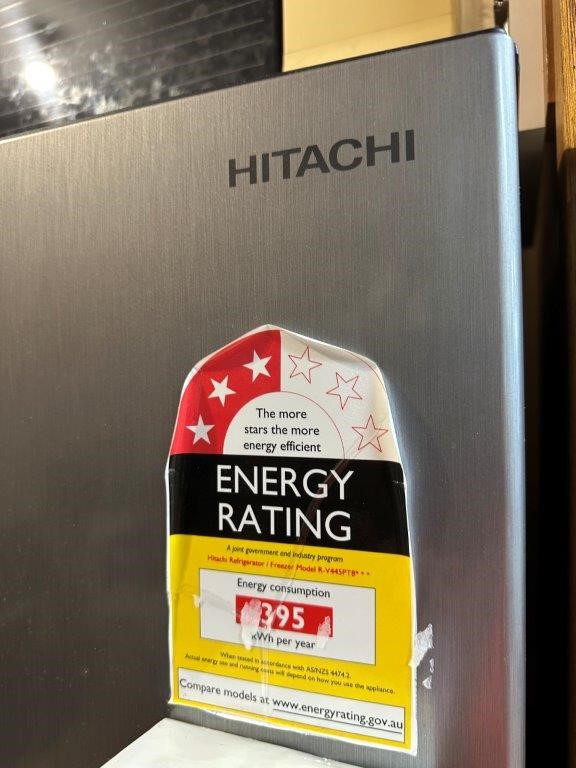 HITACHI
The more
stars the more
energy efficient
ENERGY
RATING
A joint government and industry program
Hitachi Refrigerator / Freezer Model R-V445PT8***
Energy consumption
395
kWh per year
When tested in accordance with AS/NZS 4474.2.
Actual energy use and running costs will depend on how you use the appliance.
Compare models at www.energyrating.gov.au